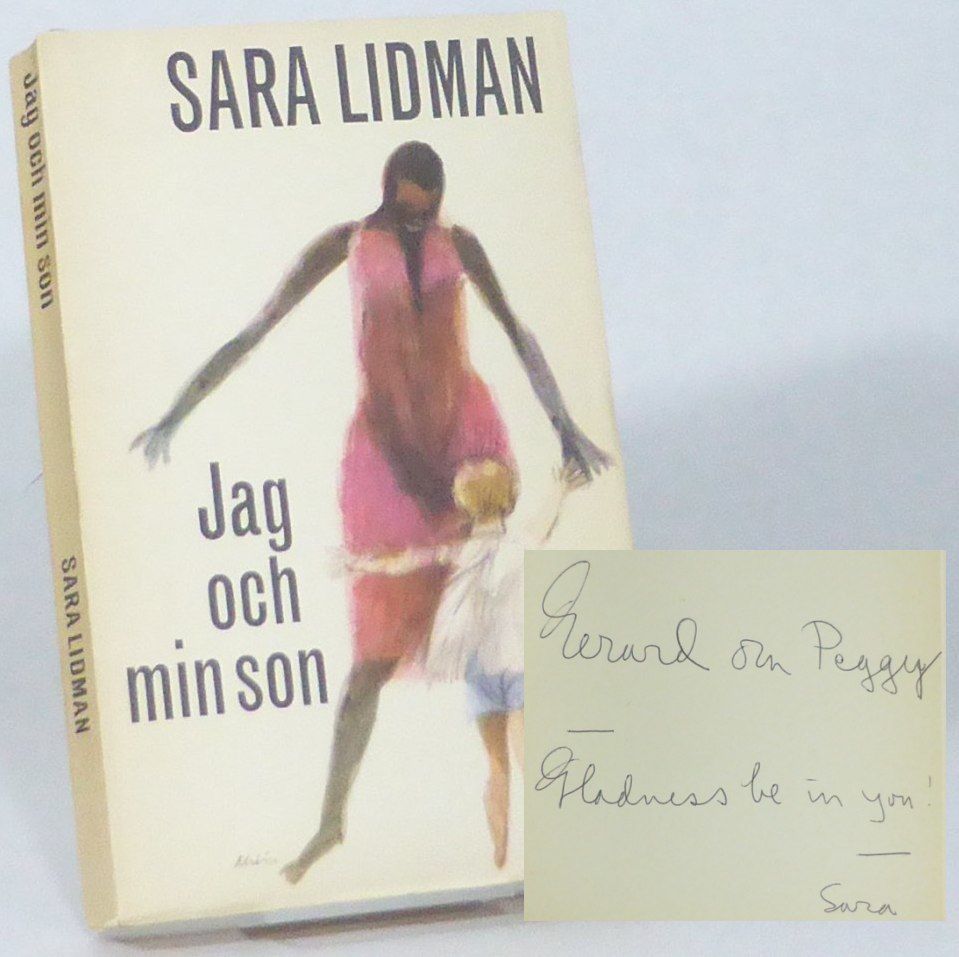 SARA LIDMAN
Jag
och
min son
Jag och min son
SARA LIDMAN
Gerard och Peggy
Gladness be in you!
Sara